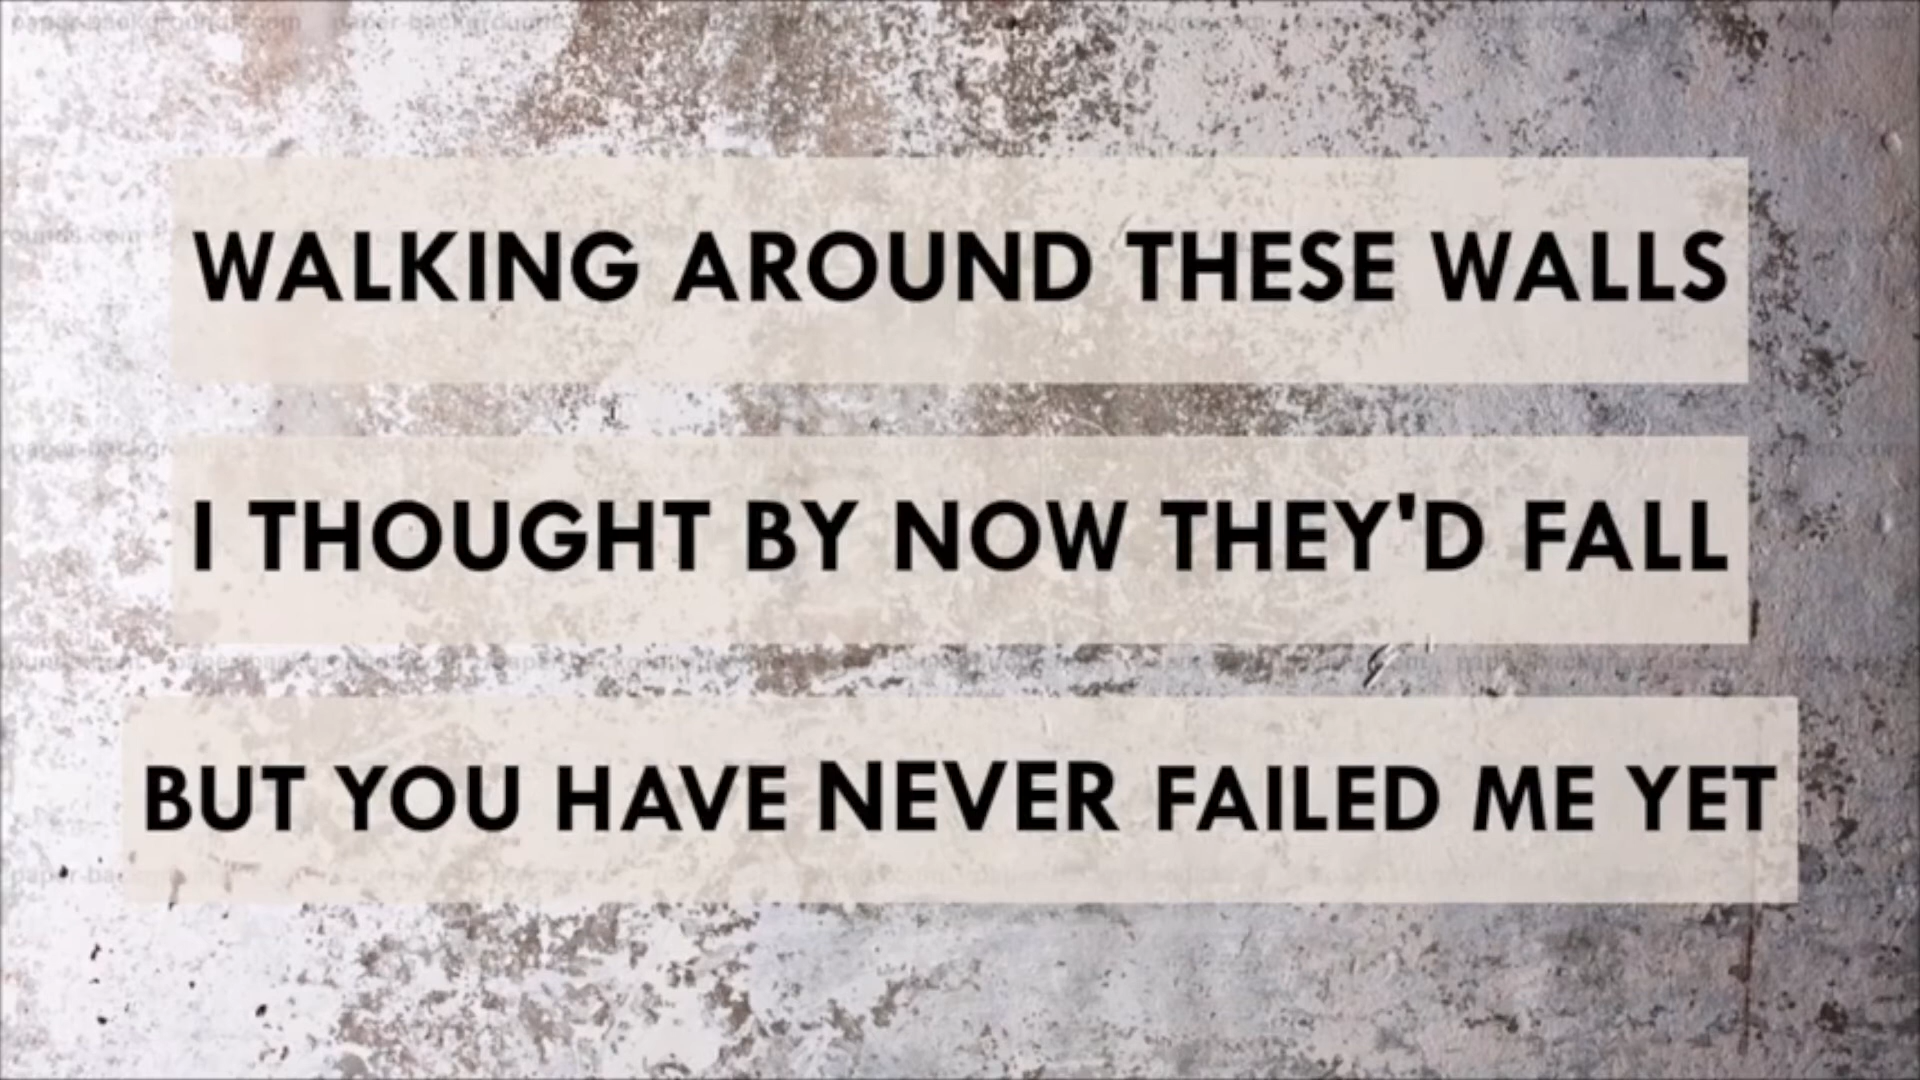 WALKING AROUND THESE WALLS
I THOUGHT BY NOW THEY'D FALL
BUT YOU HAVE NEVER FAILED ME YET